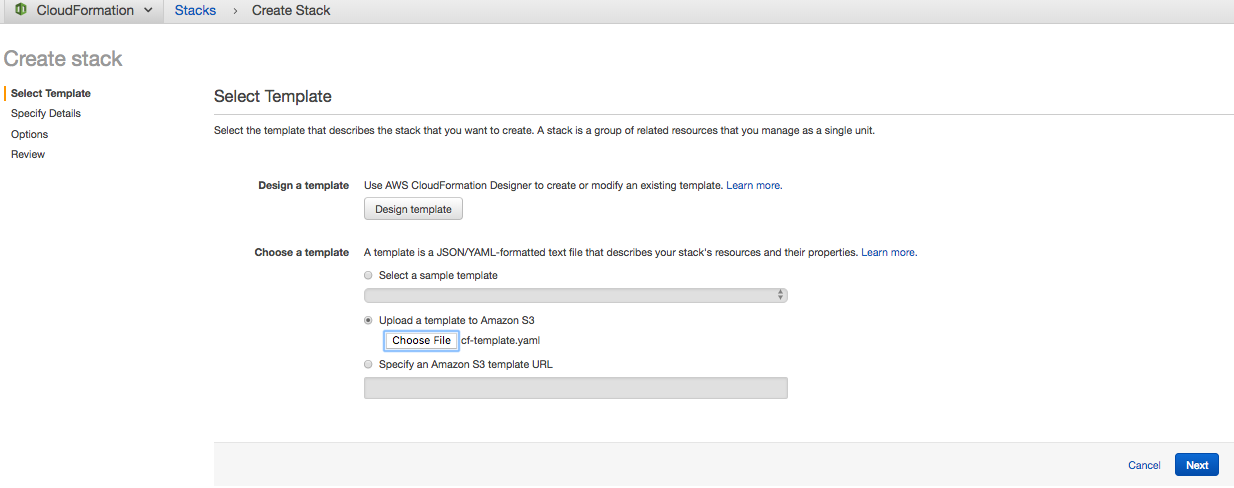 CloudFormation Stacks › Create Stack
Create stack
Select Template
Specify Details
Options
Review
Select Template
Select the template that describes the stack that you want to create. A stack is a group of related resources that you manage as a single unit.
Design a template Use AWS CloudFormation Designer to create or modify an existing template. Learn more.
Design template
Choose a template A template is a JSON/YAML-formatted text file that describes your stack's resources and their properties. Learn more.
Select a sample template
Upload a template to Amazon S3
Choose File cf-template.yaml
Specify an Amazon S3 template URL
Cancel Next